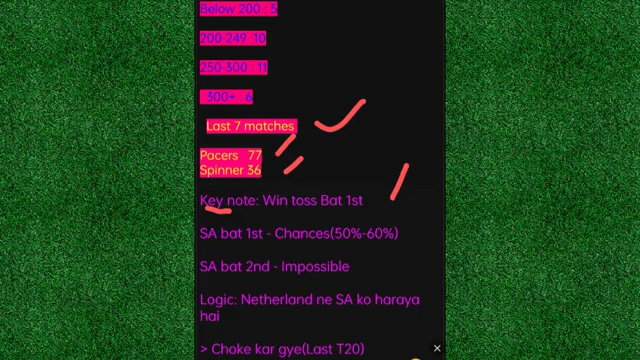 Below 200 : 5
200-249 :10
250-300 : 11
300+ : 6
Last 7 matches
Pacers 77
Spinner 36
Key note: Win toss Bat 1st
SA bat 1st - Chances(50%-60%)
SA bat 2nd - Impossible
Logic: Netherland ne SA ko haraya
hai
> Choke kar gye(Last T20)